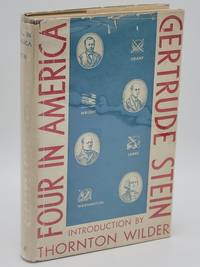 FOUR IN AMERICA
GERTRUDE STEIN
GRANT
WRIGHT
JAMES
WASHINGTON
INTRODUCTION BY
THORNTON WILDER